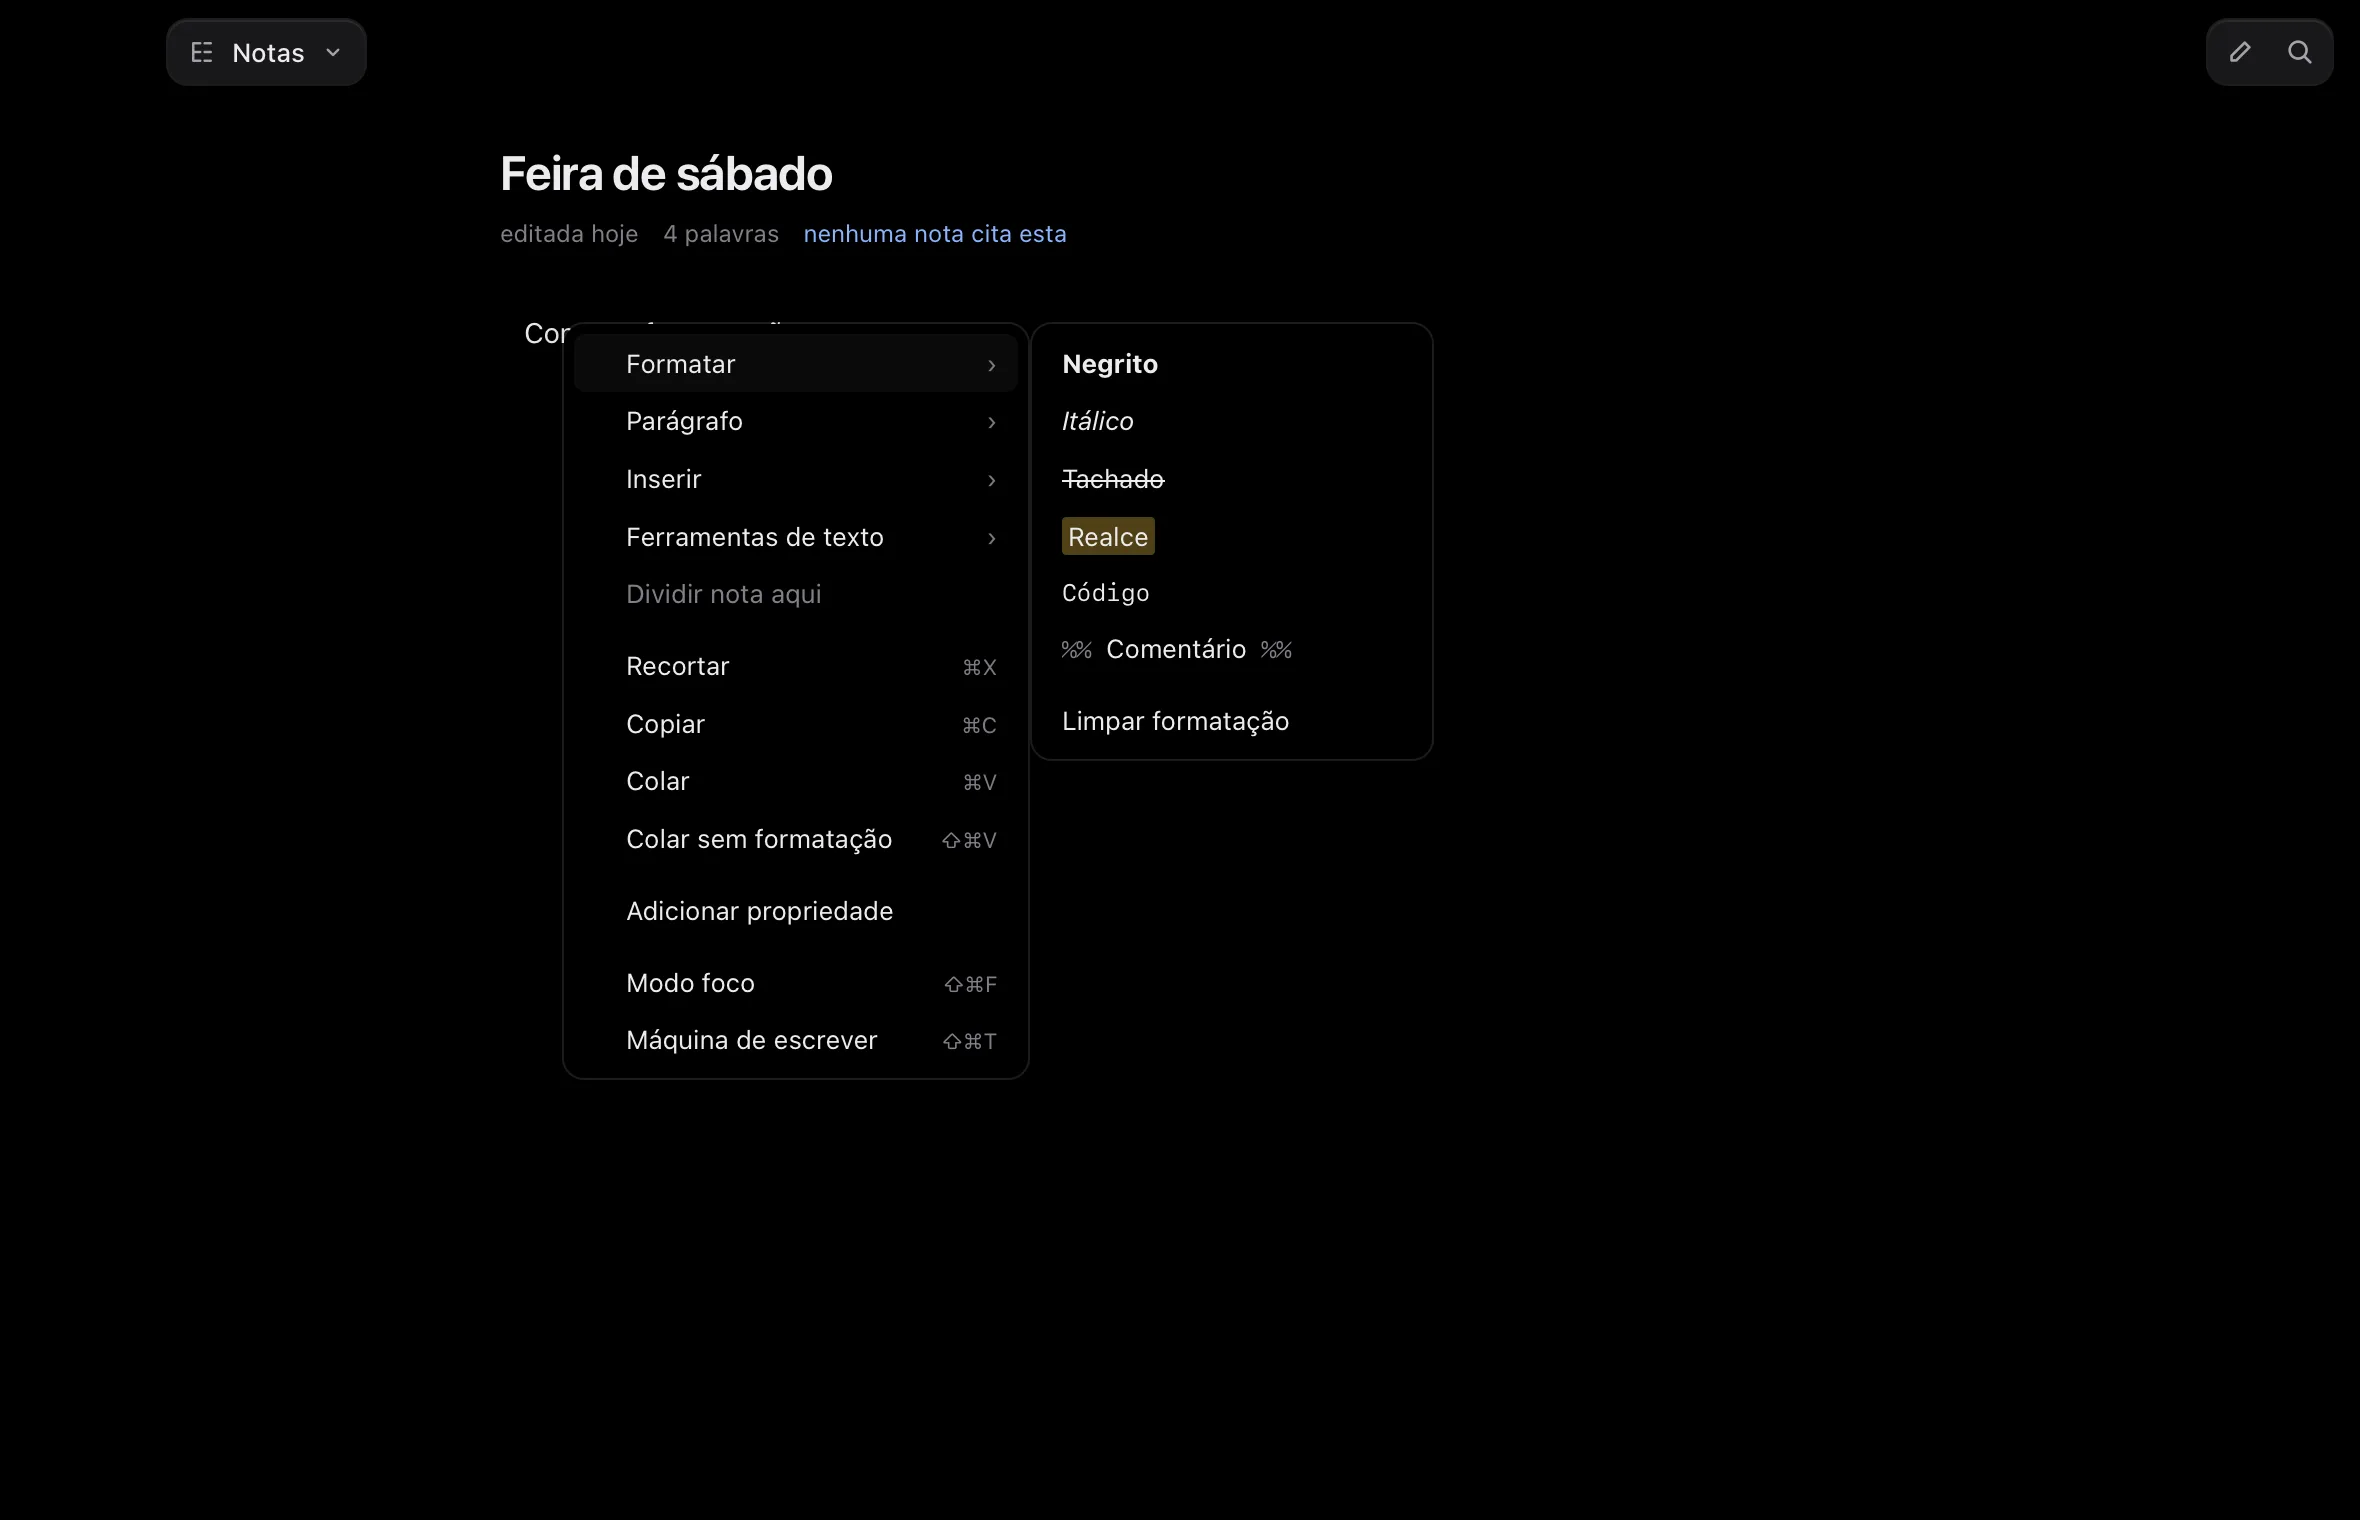 Notas
Feira de sábado
editada hoje 4 palavras nenhuma nota cita esta
Formatar
Parágrafo
Inserir
Ferramentas de texto
Dividir nota aqui
Recortar ⌘X
Copiar ⌘C
Colar ⌘V
Colar sem formatação ⇧⌘V
Adicionar propriedade
Modo foco ⇧⌘F
Máquina de escrever ⇧⌘T
Negrito
Itálico
Tachado
Realce
Código
%% Comentário %%
Limpar formatação